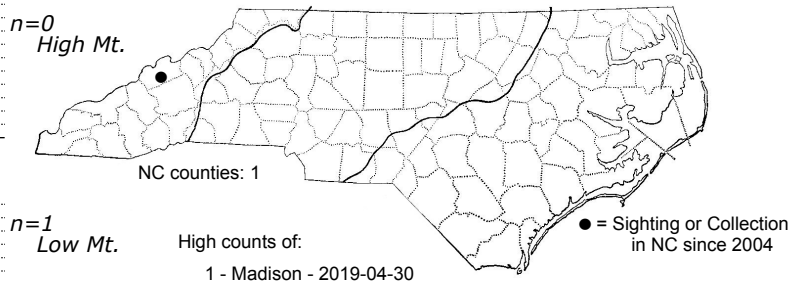 n=0
High Mt.
NC counties: 1
n=1
Low Mt.
High counts of:
1 - Madison - 2019-04-30
● = Sighting or Collection
in NC since 2004